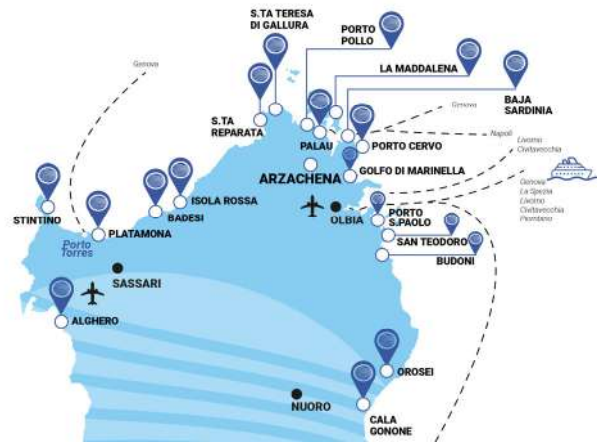 S.TA TERESA
DI GALLURA
PORTO
POLLO
LA MADDALENA
BAJA
SARDINIA
Genova
S.TA
REPARATA
PALAU
PORTO CERVO
Genova
Napoli
Livorno
Civitavecchia
ARZACHENA
GOLFO DI MARINELLA
Genova
La Spezia
Livorno
Civitavecchia
Piombino
STINTINO
ISOLA ROSSA
BADESI
PLATAMONA
OLBIA
PORTO
S.PAOLO
SAN TEODORO
BUDONI
Porto
Torres
SASSARI
ALGHERO
OROSEI
NUORO
CALA
GONONE